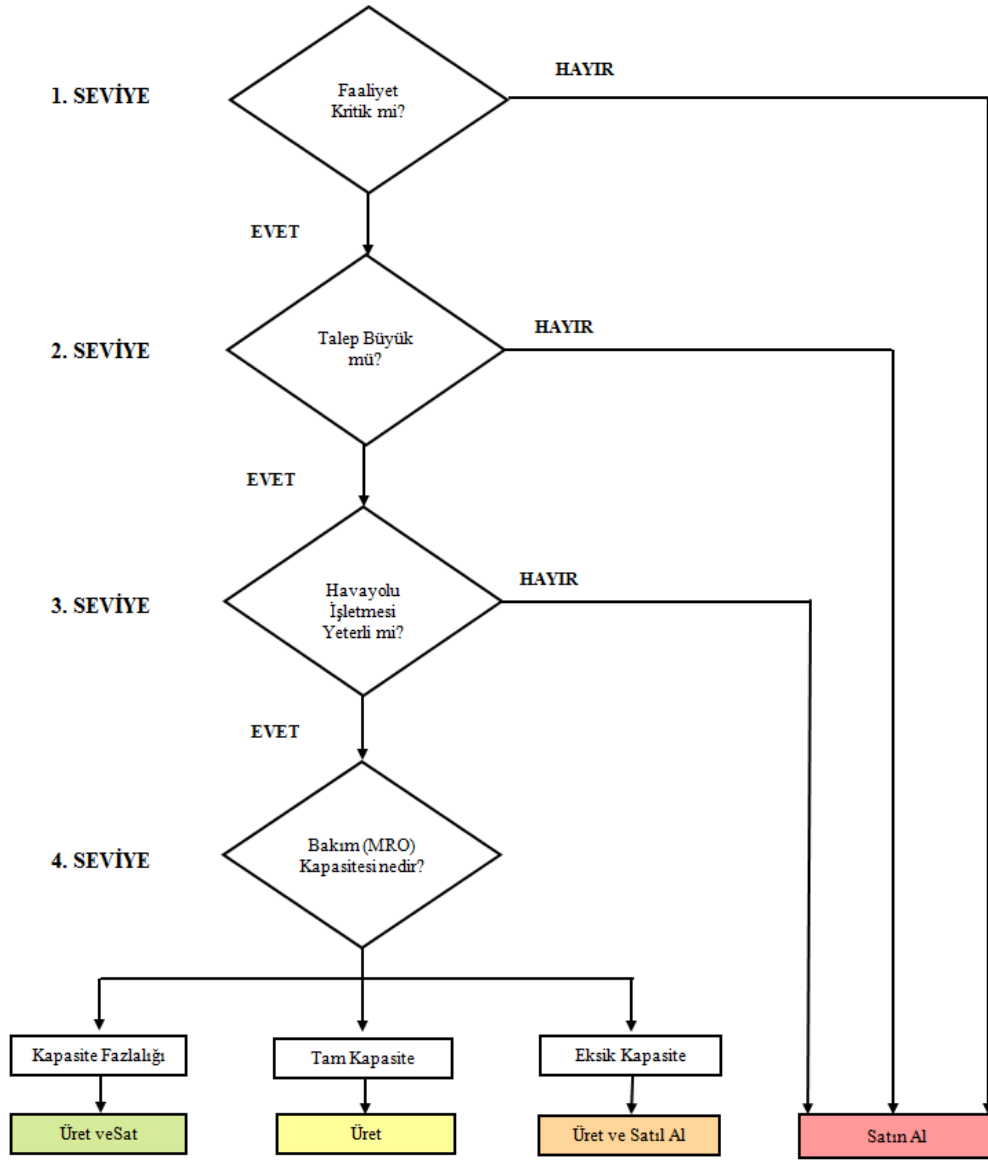 HAYIR
1. SEVİYE
Faaliyet
Kritik mi?
EVET
HAYIR
2. SEVİYE
Talep Büyük
mü?
EVET
HAYIR
3. SEVİYE
Havayolu
İşletmesi
Yeterli mi?
EVET
4. SEVİYE
Bakım (MRO)
Kapasitesi nedir?
Kapasite Fazlalığı
Tam Kapasite
Eksik Kapasite
Üret veSat
Üret
Üret ve Satıl Al
Satın Al